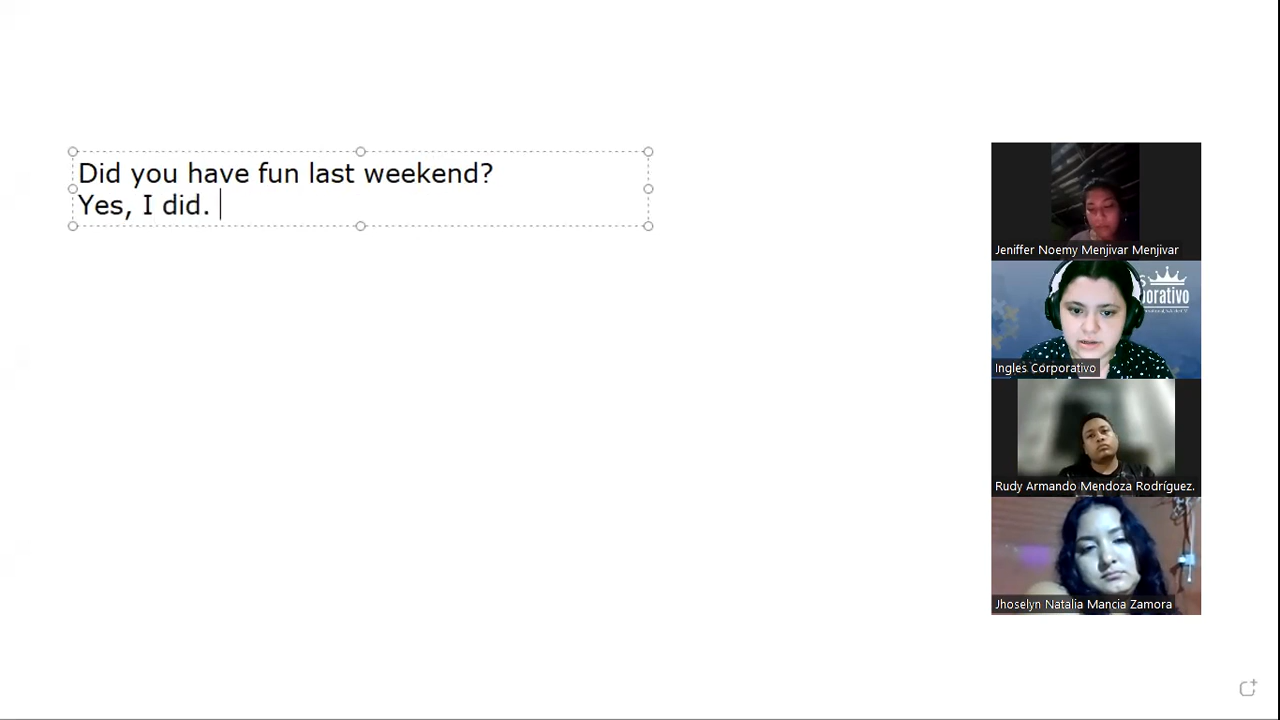 Did you have fun last weekend?
Yes, I did.
Jeniffer Noemy Menjivar Menjivar
orativo
Ingles Corporativo
Rudy Armando Mendoza Rodríguez.
Jhoselyn Natalia Mancia Zamora